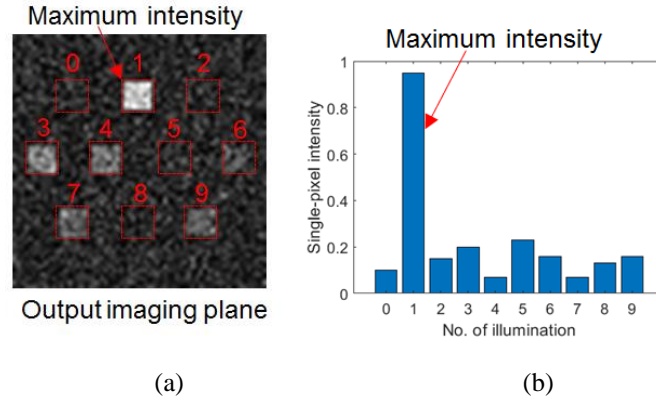 Maximum intensity
0 1 2
3 4 5 6
7 8 9
Output imaging plane
(a)
Maximum intensity
Single-pixel intensity
1
0.8
0.6
0.4
0.2
0
0 1 2 3 4 5 6 7 8 9
No. of illumination
(b)